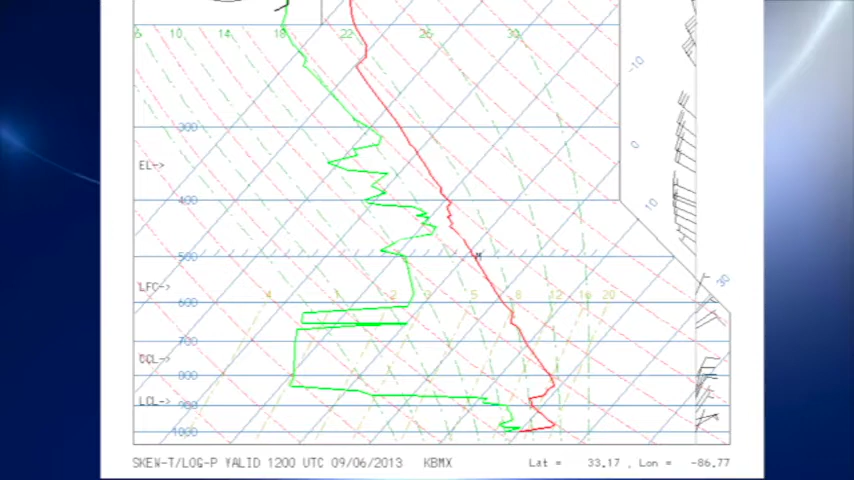 6 10 14 22 26 30
-10
300
0
EL->
400
10
500 M
30
LFC->
600 4 1 2 3 5 8 12 16 20
700
CCL->
800
LCL->
900
1000
SKEW-T/LOG-P VALID 1200 UTC 09/06/2013 KBMX Lat = 33.17 , Lon = -86.77